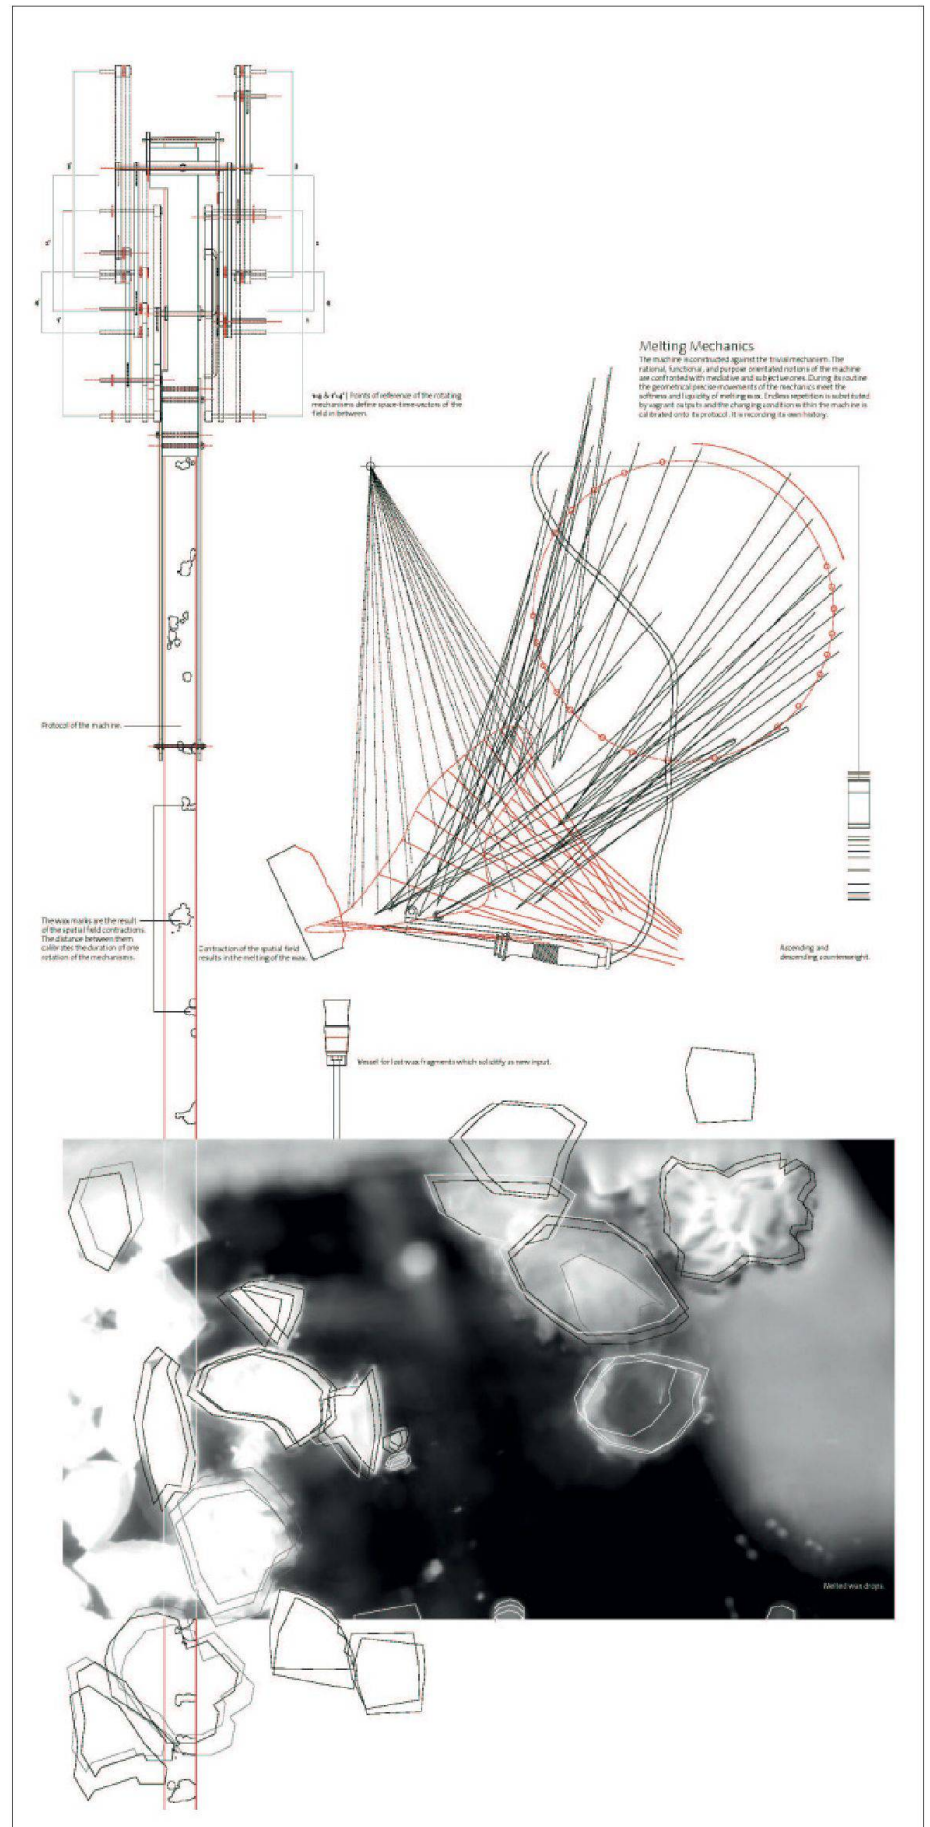 Melting Mechanics
The machine is constructed against the trivial mechanism. The
rational, functional, and purpose orientated notions of the machine
are confronted with mediative and subjective ones. During its routine
the geometrical precise movements of the mechanics meet the
softness and liquidity of melting wax. Endless repetition is substituted
by vagrant outputs and the changing condition within the machine is
calibrated onto its protocol. It is recording its own history.
1-4 & 1'-4' | Points of reference of the rotating
mechanisms define space-time-vectors of the
field in between.
Protocol of the machine.
The wax marks are the result
of the spatial field contractions.
The distance between them
calibrates the duration of one
rotation of the mechanisms.
Contraction of the spatial field
results in the melting of the wax.
Ascending and
descending counterweight.
Vessel for lost wax fragments which solidify as new input.
Melted wax drops.